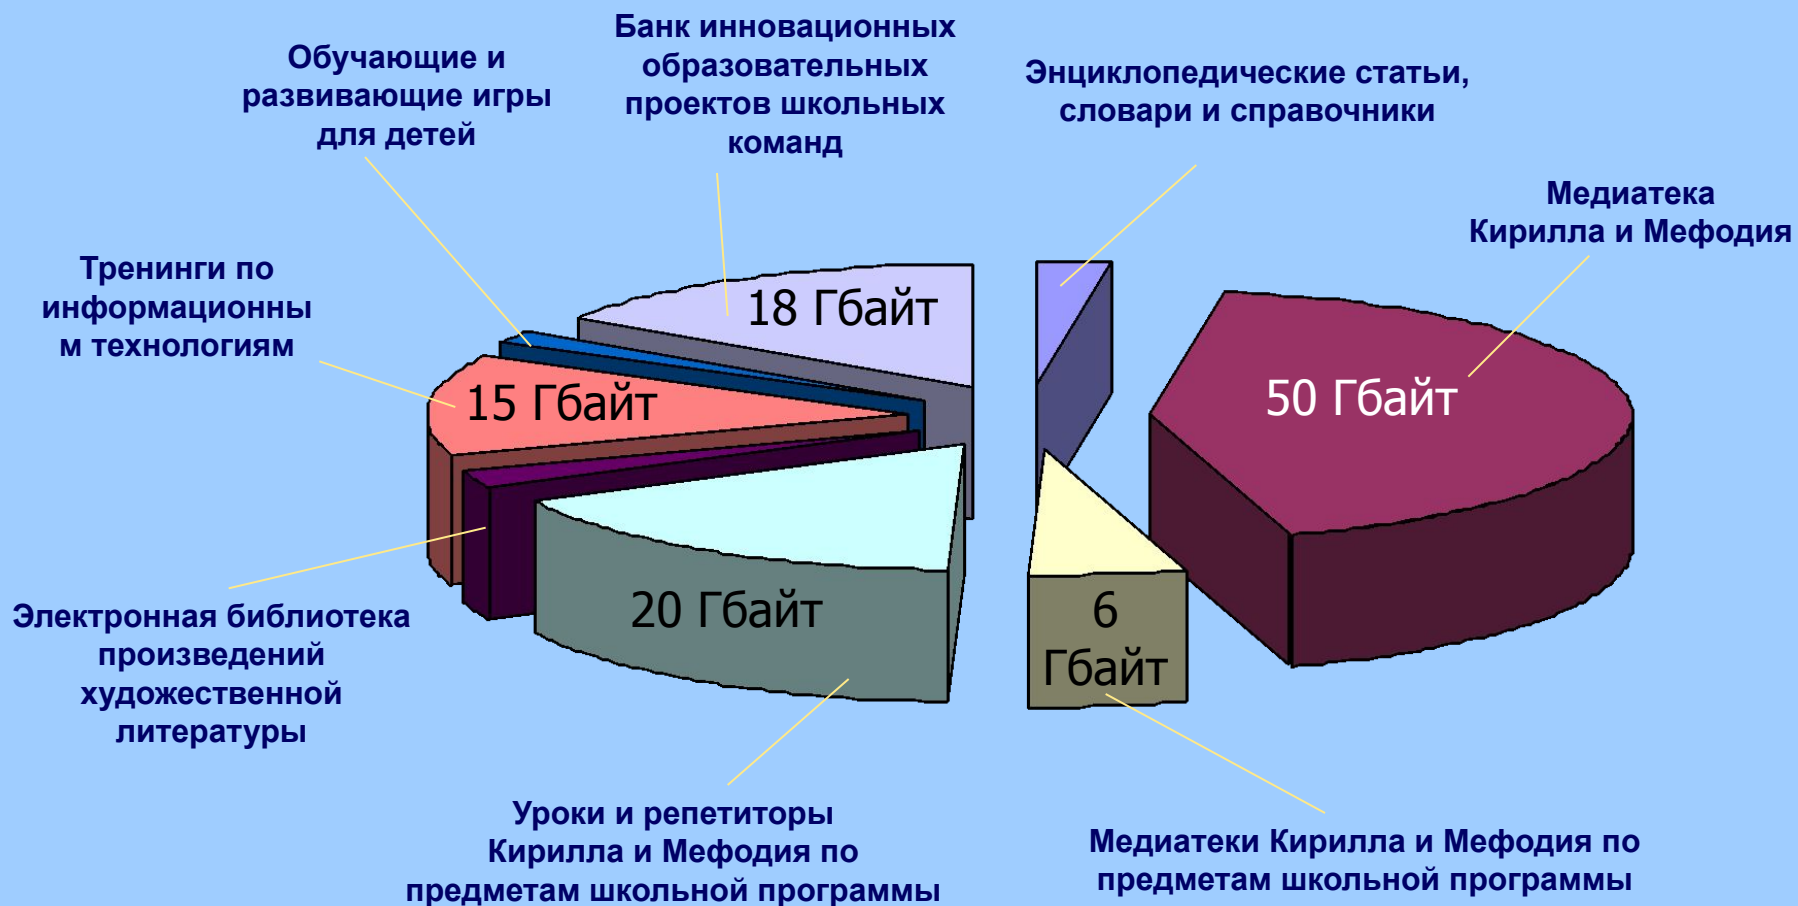 Банк инновационных
образовательных
проектов школьных
команд
Обучающие и
развивающие игры
для детей
Энциклопедические статьи,
словари и справочники
Медиатека
Кирилла и Мефодия
Тренинги по
информационны
м технологиям
18 Гбайт
15 Гбайт
50 Гбайт
20 Гбайт
6
Гбайт
Электронная библиотека
произведений
художественной
литературы
Уроки и репетиторы
Кирилла и Мефодия по
предметам школьной программы
Медиатеки Кирилла и Мефодия по
предметам школьной программы